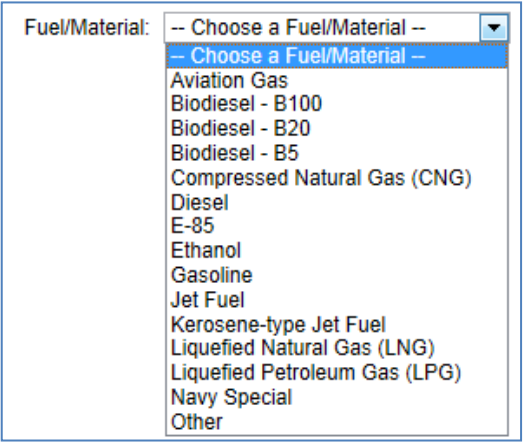 Fuel/Material: -- Choose a Fuel/Material --
-- Choose a Fuel/Material --
Aviation Gas
Biodiesel - B100
Biodiesel - B20
Biodiesel - B5
Compressed Natural Gas (CNG)
Diesel
E-85
Ethanol
Gasoline
Jet Fuel
Kerosene-type Jet Fuel
Liquefied Natural Gas (LNG)
Liquefied Petroleum Gas (LPG)
Navy Special
Other